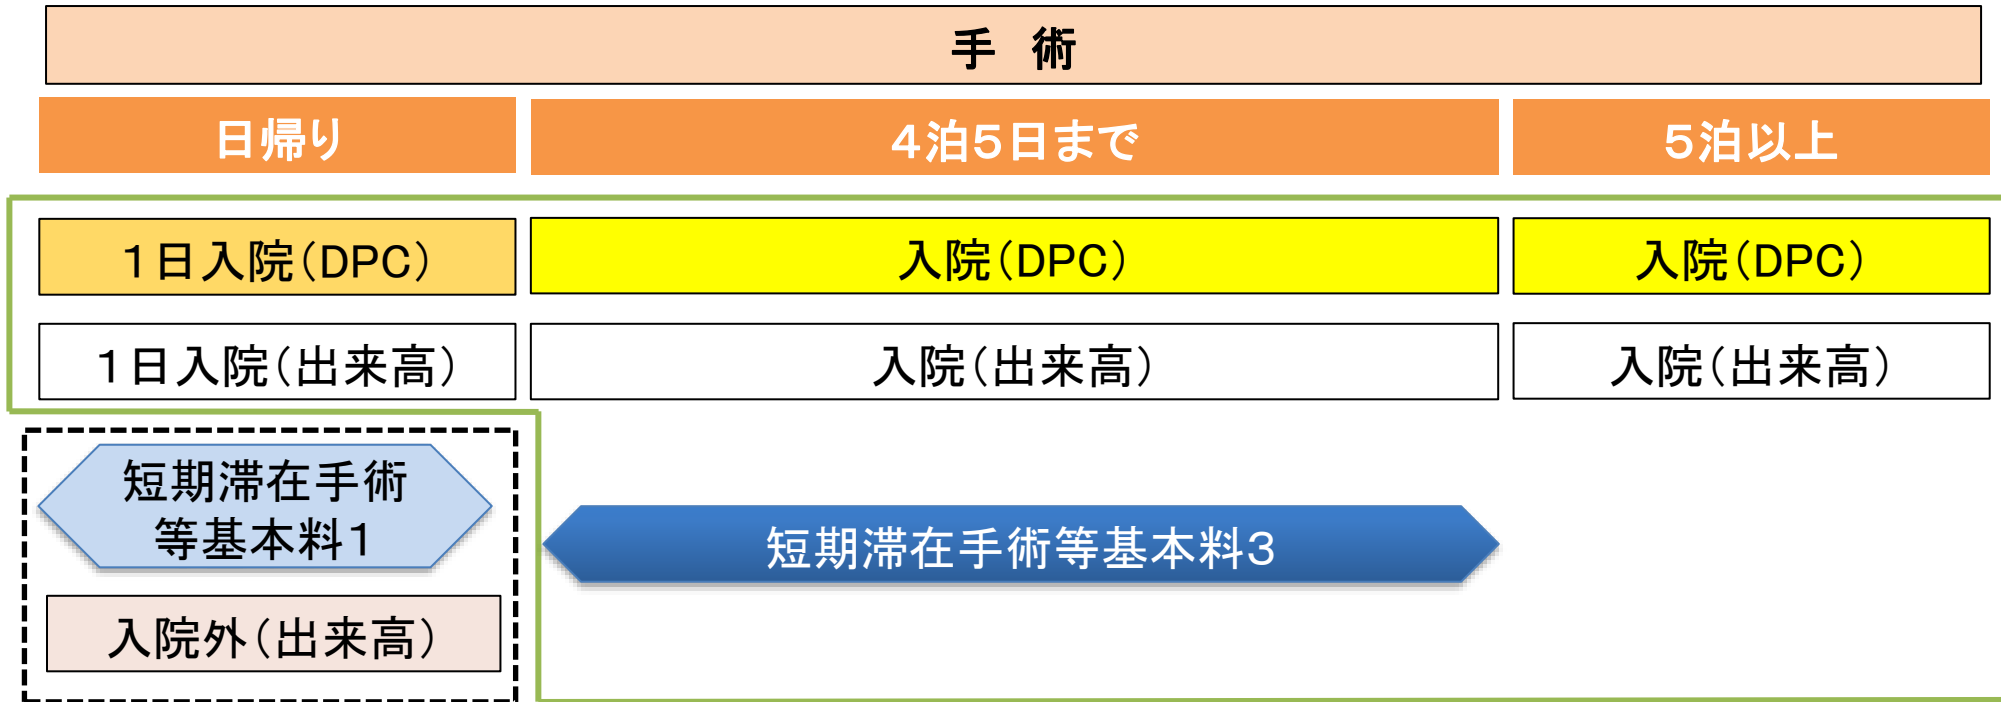 手 術
日帰り
4泊5日まで
5泊以上
1日入院(DPC)
入院(DPC)
入院(DPC)
1日入院(出来高)
入院(出来高)
入院(出来高)
短期滞在手術
等基本料1
短期滞在手術等基本料3
入院外(出来高)